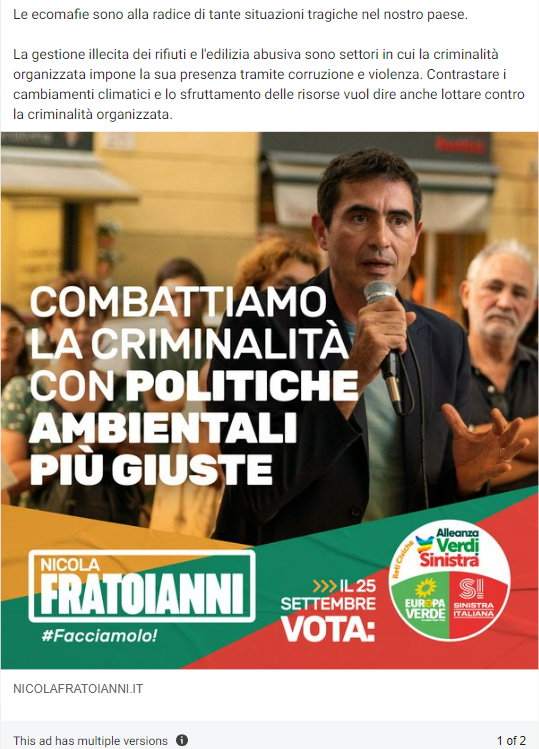 Le ecomafie sono alla radice di tante situazioni tragiche nel nostro paese.
La gestione illecita dei rifiuti e l'edilizia abusiva sono settori in cui la criminalità
organizzata impone la sua presenza tramite corruzione e violenza. Contrastare i
cambiamenti climatici e lo sfruttamento delle risorse vuol dire anche lottare contro
la criminalità organizzata.
COMBATTIAMO
LA CRIMINALITÀ
CON POLITICHE
AMBIENTALI
PIÙ GIUSTE
NICOLA
FRATOIANNI
#Facciamolo!
>>> IL 25
SETTEMBRE
VOTA:
Reti Civiche
Alleanza
Verdi
Sinistra
EUROPA
VERDE
SI
SINISTRA
ITALIANA
NICOLAFRATOIANNI.IT
This ad has multiple versions
1 of 2